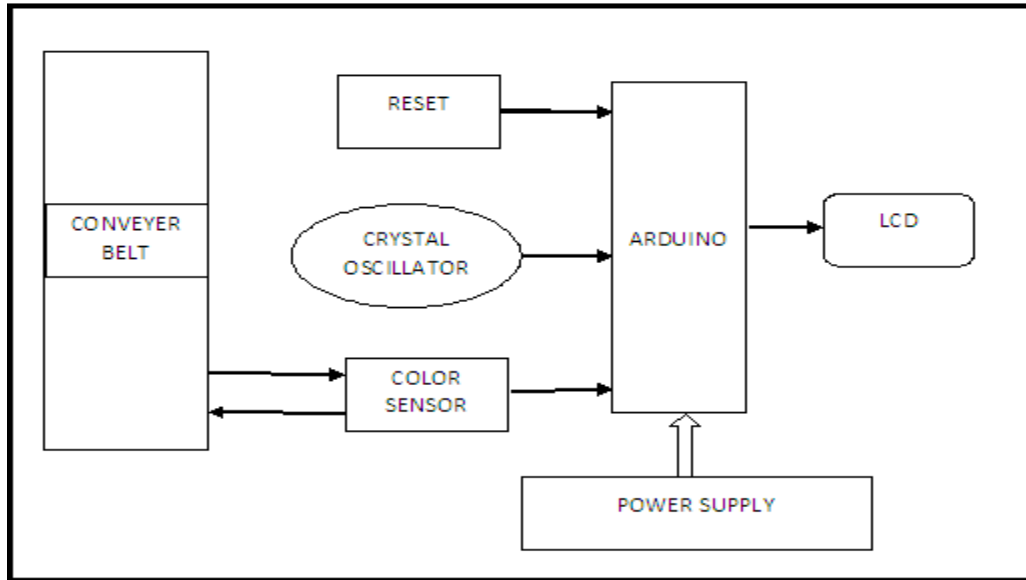 RESET
CONVEYER
BELT
CRYSTAL
OSCILLATOR
ARDUINO
LCD
COLOR
SENSOR
POWER SUPPLY